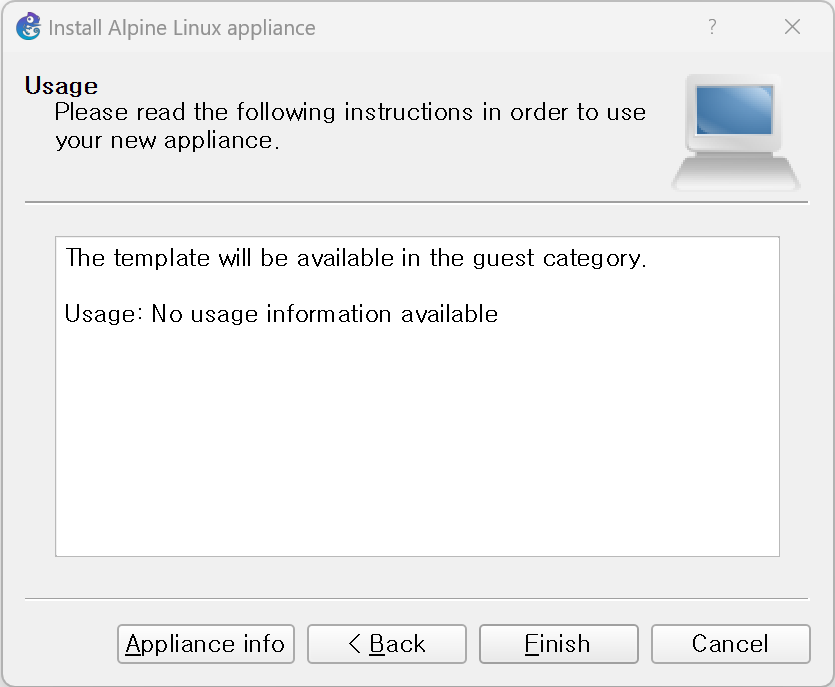 Install Alpine Linux appliance
?
Usage
Please read the following instructions in order to use
your new appliance.
The template will be available in the guest category.
Usage: No usage information available
Appliance info
< Back
Finish
Cancel